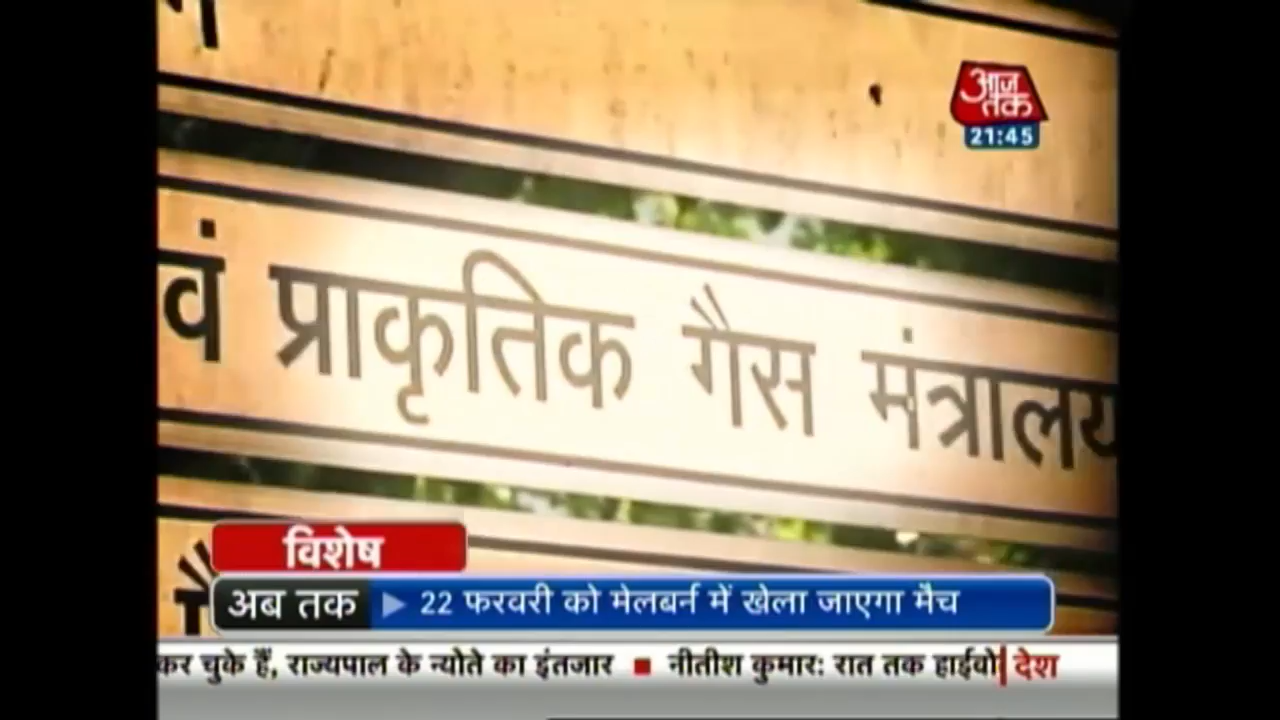 आज
तक
21:45
प्राकृतिक गैस मंत्रालय
विशेष
अब तक 22 फरवरी को मेलबर्न में खेला जाएगा मैच
कर चुके हैं, राज्यपाल के न्योते का इंतजार ■ नीतीश कुमार: रात तक हाईवो देश